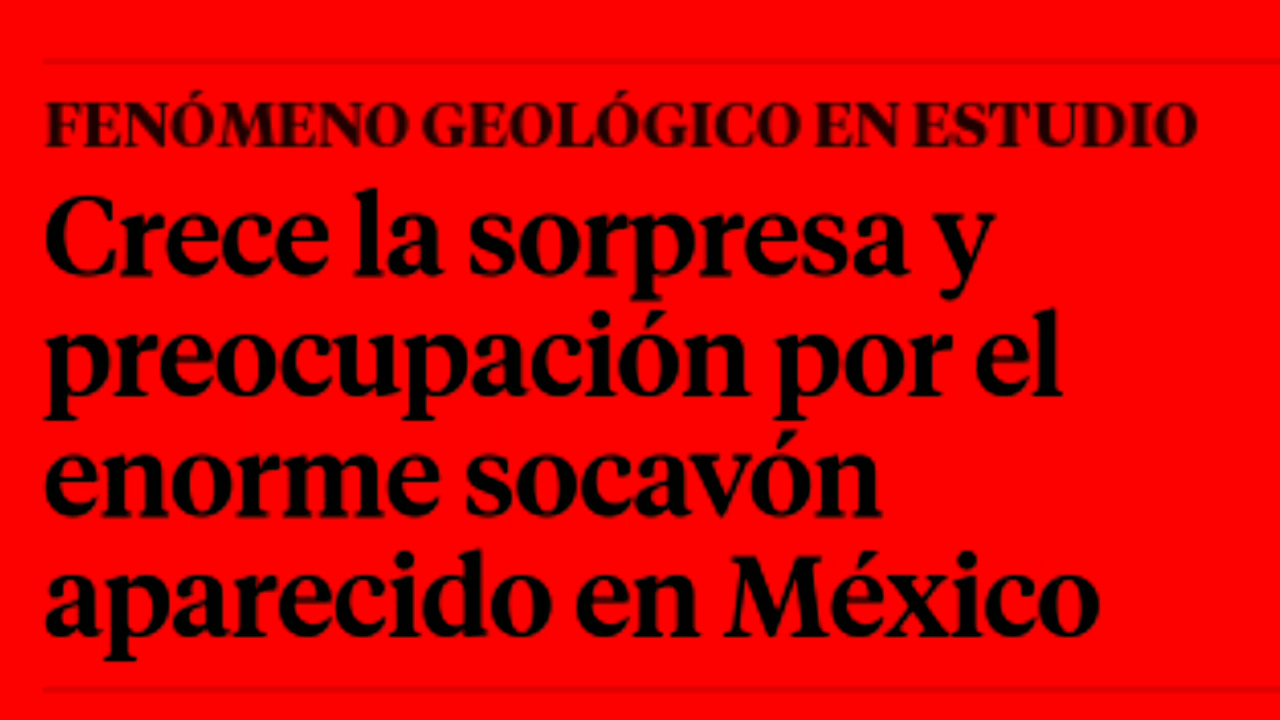 FENÓMENO GEOLÓGICO EN ESTUDIO
Crece la sorpresa y
preocupación por el
enorme socavón
aparecido en México